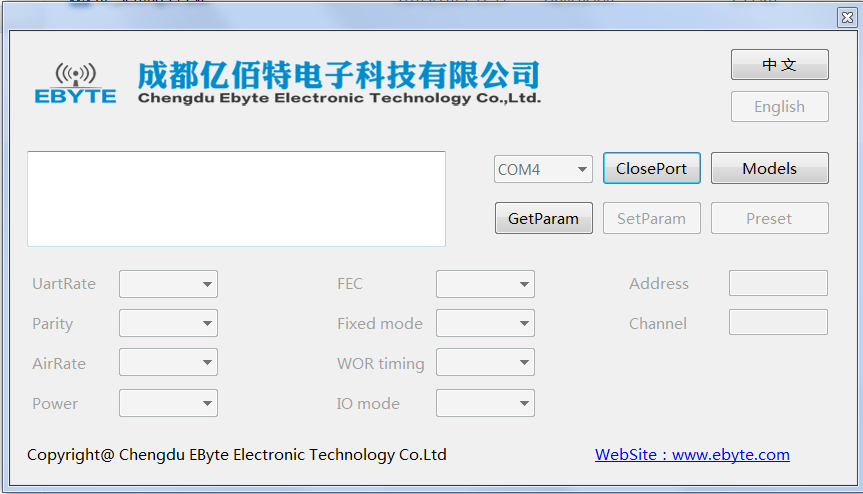 成都亿佰特电子科技有限公司
EBYTE
Chengdu Ebyte Electronic Technology Co.,Ltd.
中文
English
COM4
ClosePort
Models
GetParam
SetParam
Preset
UartRate
FEC
Address
Parity
Fixed mode
Channel
AirRate
WOR timing
Power
IO mode
Copyright@ Chengdu EByte Electronic Technology Co.Ltd
WebSite : www.ebyte.com